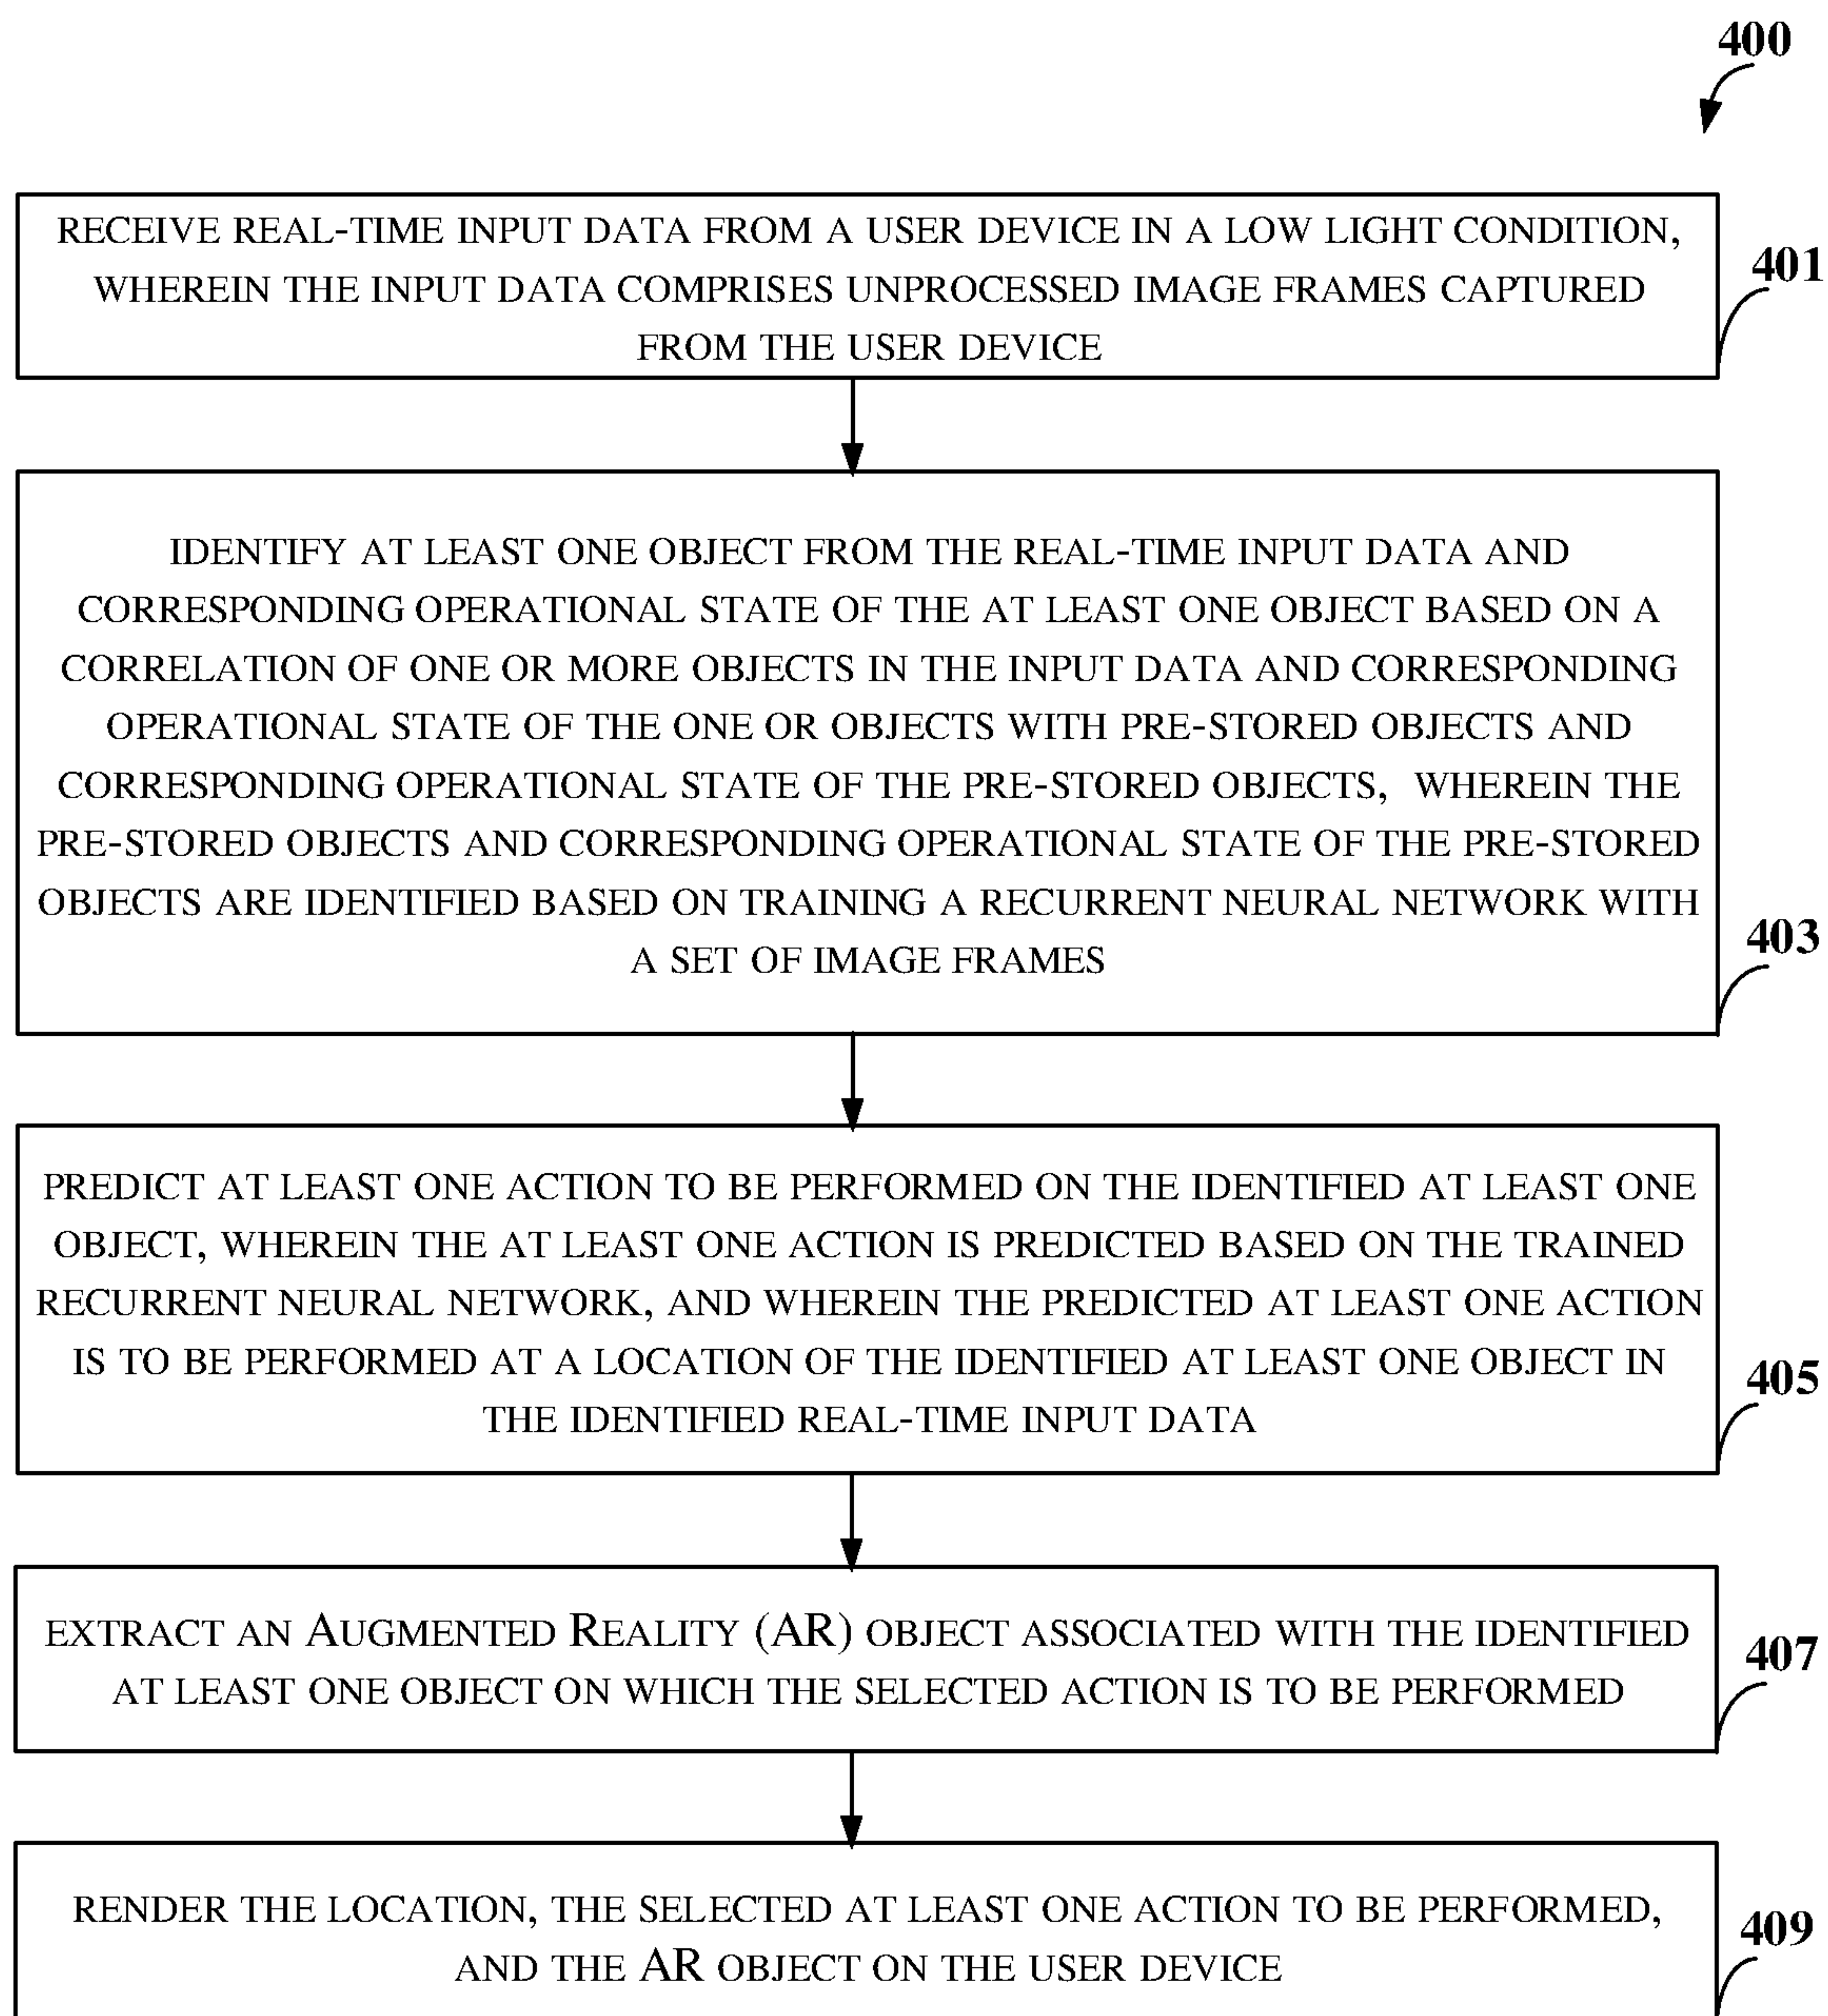 400
RECEIVE REAL-TIME INPUT DATA FROM A USER DEVICE IN A LOW LIGHT CONDITION,
WHEREIN THE INPUT DATA COMPRISES UNPROCESSED IMAGE FRAMES CAPTURED
FROM THE USER DEVICE
401
IDENTIFY AT LEAST ONE OBJECT FROM THE REAL-TIME INPUT DATA AND
CORRESPONDING OPERATIONAL STATE OF THE AT LEAST ONE OBJECT BASED ON A
CORRELATION OF ONE OR MORE OBJECTS IN THE INPUT DATA AND CORRESPONDING
OPERATIONAL STATE OF THE ONE OR OBJECTS WITH PRE-STORED OBJECTS AND
CORRESPONDING OPERATIONAL STATE OF THE PRE-STORED OBJECTS, WHEREIN THE
PRE-STORED OBJECTS AND CORRESPONDING OPERATIONAL STATE OF THE PRE-STORED
OBJECTS ARE IDENTIFIED BASED ON TRAINING A RECURRENT NEURAL NETWORK WITH
A SET OF IMAGE FRAMES
403
PREDICT AT LEAST ONE ACTION TO BE PERFORMED ON THE IDENTIFIED AT LEAST ONE
OBJECT, WHEREIN THE AT LEAST ONE ACTION IS PREDICTED BASED ON THE TRAINED
RECURRENT NEURAL NETWORK, AND WHEREIN THE PREDICTED AT LEAST ONE ACTION
IS TO BE PERFORMED AT A LOCATION OF THE IDENTIFIED AT LEAST ONE OBJECT IN
THE IDENTIFIED REAL-TIME INPUT DATA
405
EXTRACT AN AUGMENTED REALITY (AR) OBJECT ASSOCIATED WITH THE IDENTIFIED
AT LEAST ONE OBJECT ON WHICH THE SELECTED ACTION IS TO BE PERFORMED
407
RENDER THE LOCATION, THE SELECTED AT LEAST ONE ACTION TO BE PERFORMED,
AND THE AR OBJECT ON THE USER DEVICE
409